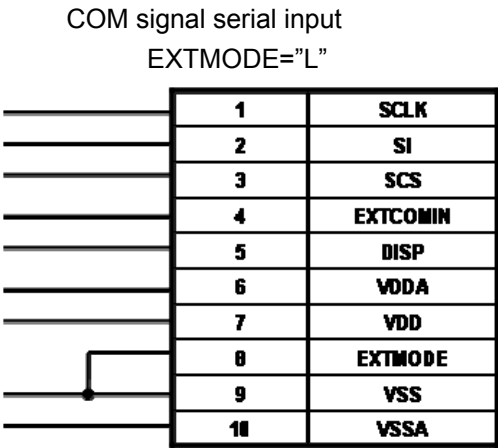 COM signal serial input
EXTMODE=”L”
1 SCLK
2 SI
3 SCS
4 EXTCOMIN
5 DISP
6 VDDA
7 VDD
8 EXTMODE
9 VSS
10 VSSA